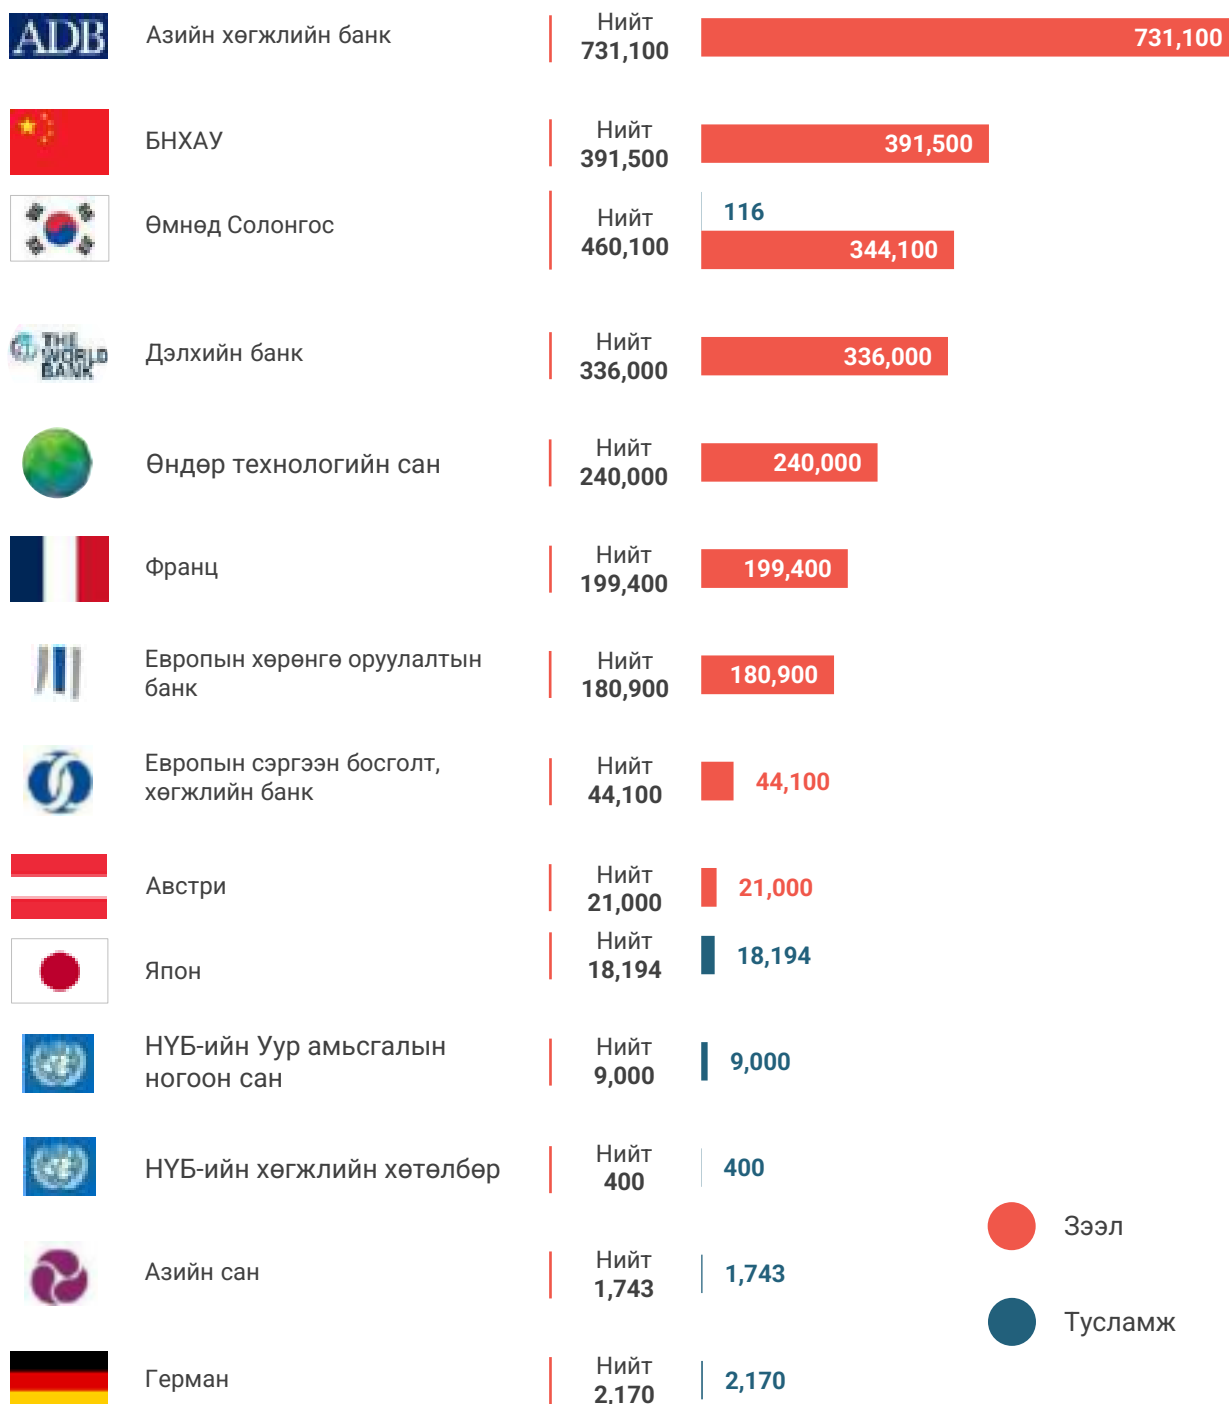 ADB
Азийн хөгжлийн банк
Нийт
731,100
731,100
БНХАУ
Нийт
391,500
391,500
Өмнөд Солонгос
Нийт
460,100
116
344,100
THE
WORLD
BANK
Дэлхийн банк
Нийт
336,000
336,000
Өндөр технологийн сан
Нийт
240,000
240,000
Франц
Нийт
199,400
199,400
Европын хөрөнгө оруулалтын
банк
Нийт
180,900
180,900
Европын сэргээн босголт,
хөгжлийн банк
Нийт
44,100
44,100
Австри
Нийт
21,000
21,000
Япон
Нийт
18,194
18,194
НҮБ-ийн Уур амьсгалын
ногоон сан
Нийт
9,000
9,000
НҮБ-ийн хөгжлийн хөтөлбөр
Нийт
400
400
Азийн сан
Нийт
1,743
1,743
Герман
Нийт
2,170
2,170
Зээл
Тусламж